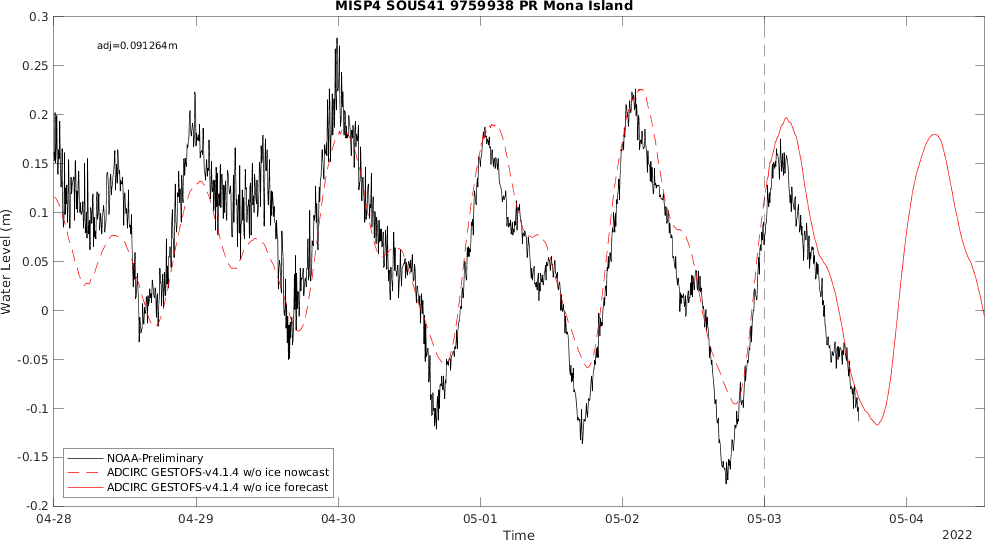 MISP4 SOUS41 9759938 PR Mona Island
adj=0.091264m
0.3
0.25
0.2
0.15
0.1
0.05
0
-0.05
-0.1
-0.15
-0.2
Water Level (m)
NOAA-Preliminary
ADCIRC GESTOFS-v4.1.4 w/o ice nowcast
ADCIRC GESTOFS-v4.1.4 w/o ice forecast
04-28 04-29 04-30 05-01 05-02 05-03 05-04
Time
2022